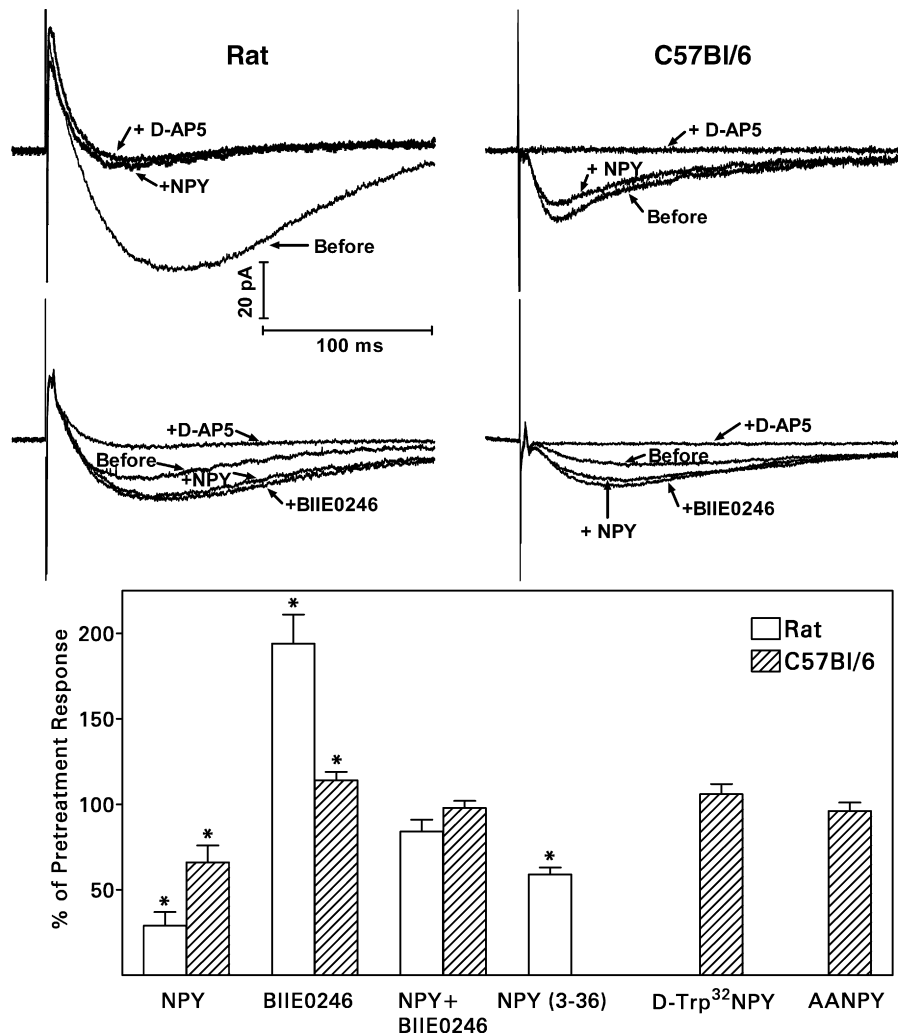 Rat
C57Bl/6
+ D-AP5
+NPY
Before
20 pA
100 ms
+ D-AP5
+ NPY
Before
+D-AP5
Before
+NPY
+BIIE0246
+D-AP5
Before
+BIIE0246
+ NPY
% of Pretreatment Response
200
150
100
50
Rat
C57Bl/6
*
*
*
*
*
NPY
BIIE0246
NPY+
BIIE0246
NPY (3-36)
D-Trp³²NPY
AANPY